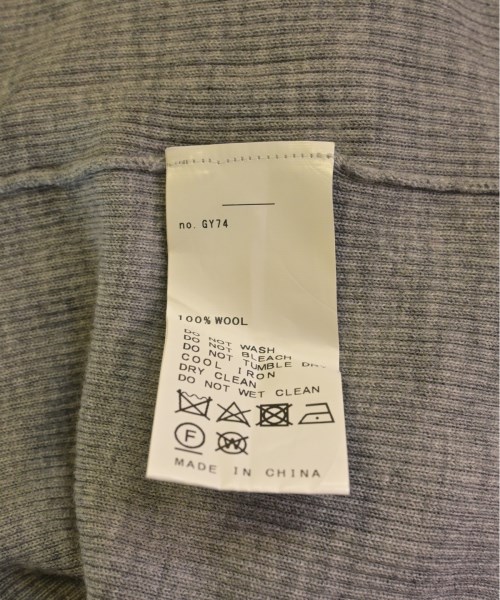 no. GY74
100% WOOL
DO NOT WASH
DO NOT BLEACH
DO NOT TUMBLE DRY
COOL IRON
DRY CLEAN
DO NOT WET CLEAN
F W
MADE IN CHINA